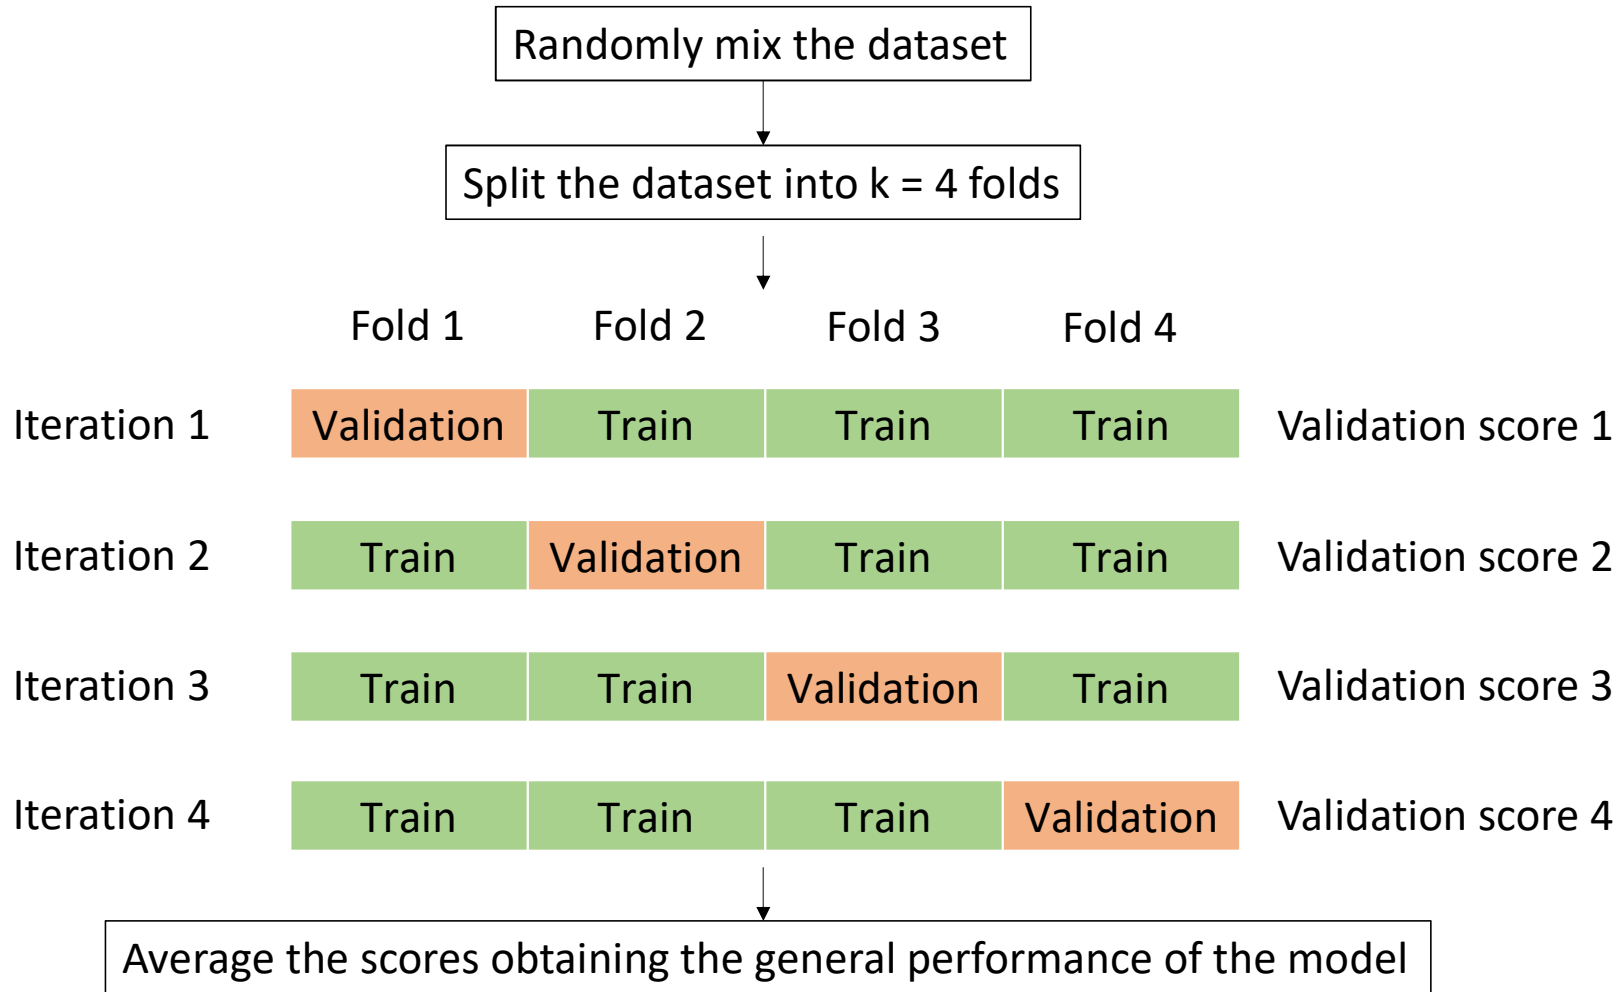 Randomly mix the dataset
Split the dataset into k = 4 folds
Fold 1 Fold 2 Fold 3 Fold 4
Iteration 1 Validation Train Train Train Validation score 1
Iteration 2 Train Validation Train Train Validation score 2
Iteration 3 Train Train Validation Train Validation score 3
Iteration 4 Train Train Train Validation Validation score 4
Average the scores obtaining the general performance of the model